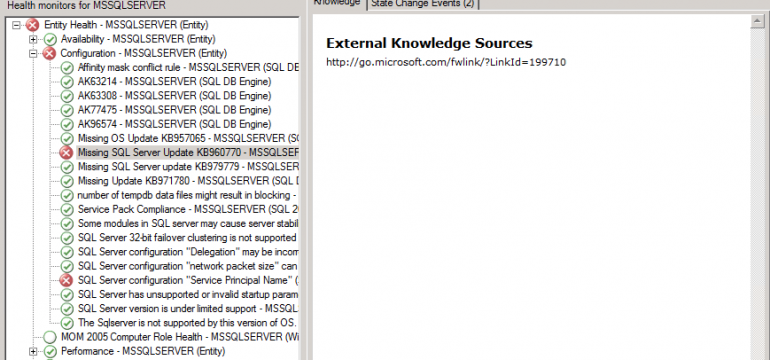 Health monitors for MSSQLSERVER
Knowledge
State Change Events (2)
Entity Health - MSSQLSERVER (Entity)
Availability - MSSQLSERVER (Entity)
Configuration - MSSQLSERVER (Entity)
Affinity mask conflict rule - MSSQLSERVER (SQL DB
AK63214 - MSSQLSERVER (SQL DB Engine)
AK63308 - MSSQLSERVER (SQL DB Engine)
AK77475 - MSSQLSERVER (SQL DB Engine)
AK96574 - MSSQLSERVER (SQL DB Engine)
Missing OS Update KB957065 - MSSQLSERVER (SQ
Missing SQL Server Update KB960770 - MSSQLSER
Missing SQL Server update KB979779 - MSSQLSER
Missing Update KB971780 - MSSQLSERVER (SQL D
number of tempdb data files might result in blocking -
Service Pack Compliance - MSSQLSERVER (SQL 20
Some modules in SQL server may cause server stabil
SQL Server 32-bit failover clustering is not supported
SQL Server configuration "Delegation" may be incom
SQL Server configuration "network packet size" can
SQL Server configuration "Service Principal Name" (
SQL Server has unsupported or invalid startup param
SQL Server version is under limited support - MSSQL
The Sqlserver is not supported by this version of OS.
MOM 2005 Computer Role Health - MSSQLSERVER (Wi
Performance - MSSQLSERVER (Entity)
External Knowledge Sources
http://go.microsoft.com/fwlink/?LinkId=199710